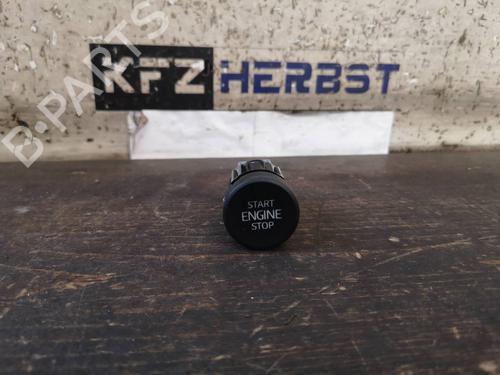 KFZ HERBST
B-PARTS
START
ENGINE
STOP